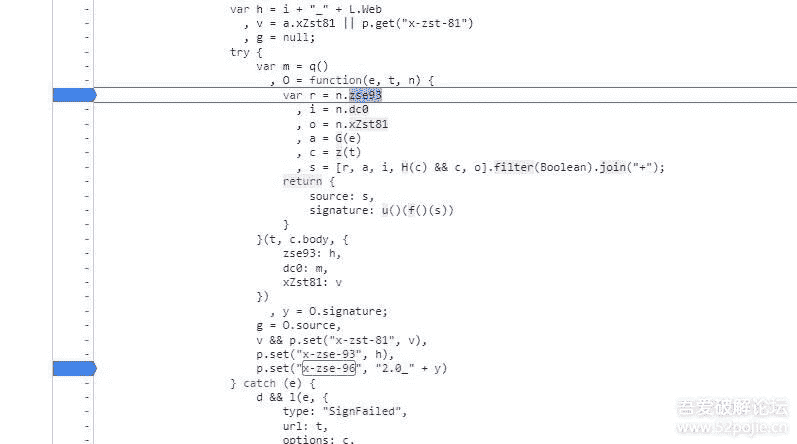 var h = i + "_" + L.Web
, v = a.xZst81 || p.get("x-zst-81")
, g = null;
try {
var m = q()
, O = function(e, t, n) {
var r = n.zse93
, i = n.dc0
, o = n.xZst81
, a = G(e)
, c = z(t)
, s = [r, a, i, H(c) && c, o].filter(Boolean).join("+");
return {
source: s,
signature: u()(f()(s))
}
}(t, c.body, {
zse93: h,
dc0: m,
xZst81: v
})
, y = O.signature;
g = O.source,
v && p.set("x-zst-81", v),
p.set("x-zse-93", h),
p.set("x-zse-96", "2.0_" + y)
} catch (e) {
d && l(e, {
type: "SignFailed",
url: t,
options: c,
吾爱破解论坛
www.52pojie.cn